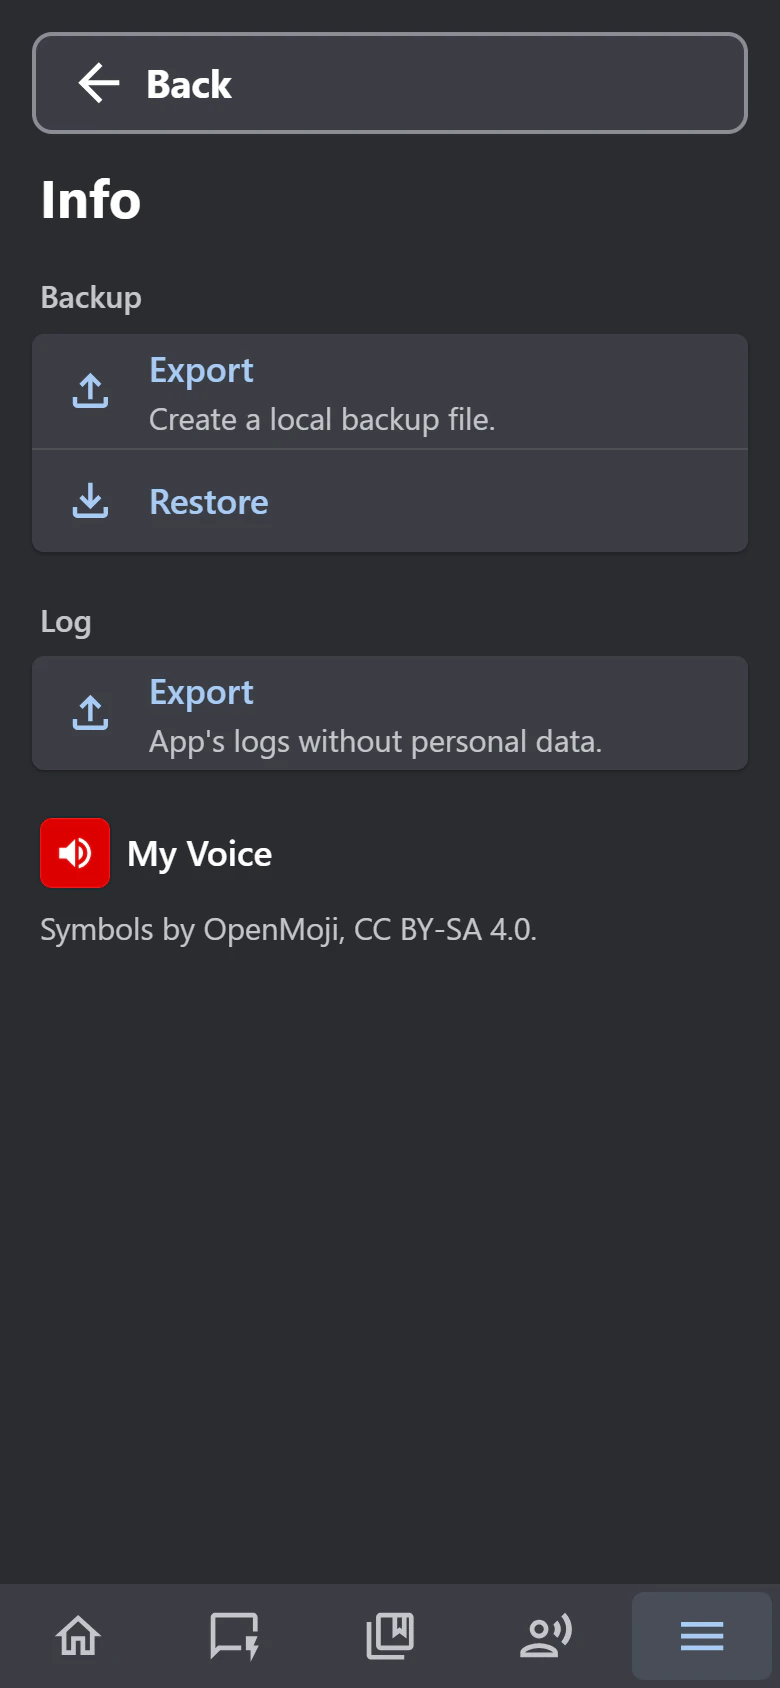 Back
Info
Backup
Export
Create a local backup file.
Restore
Log
Export
App's logs without personal data.
My Voice
Symbols by OpenMoji, CC BY-SA 4.0.